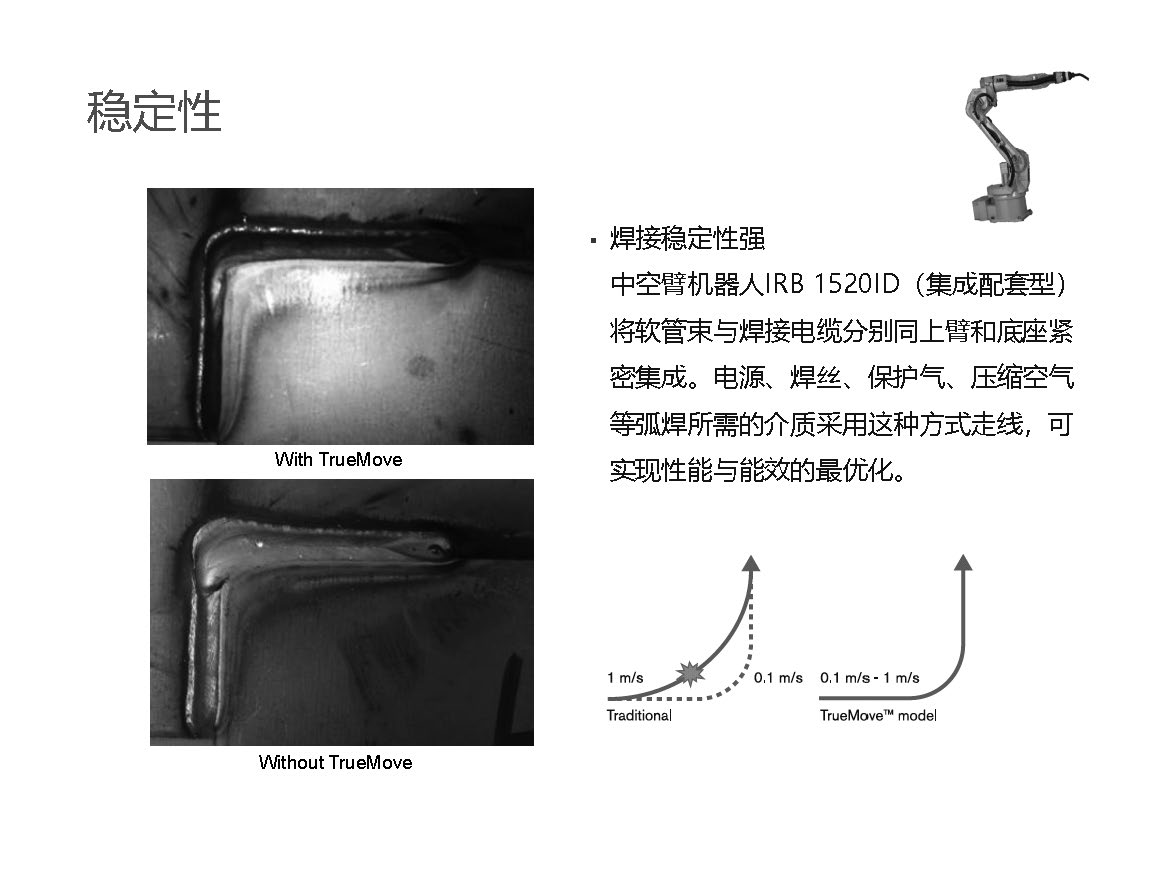 稳定性
▪ 焊接稳定性强
中空臂机器人IRB 1520ID（集成配套型）
将软管束与焊接电缆分别同上臂和底座紧
密集成。电源、焊丝、保护气、压缩空气
等弧焊所需的介质采用这种方式走线，可
实现性能与能效的最优化。
With TrueMove
Without TrueMove
1 m/s
0.1 m/s
Traditional
0.1 m/s - 1 m/s
TrueMove™ model